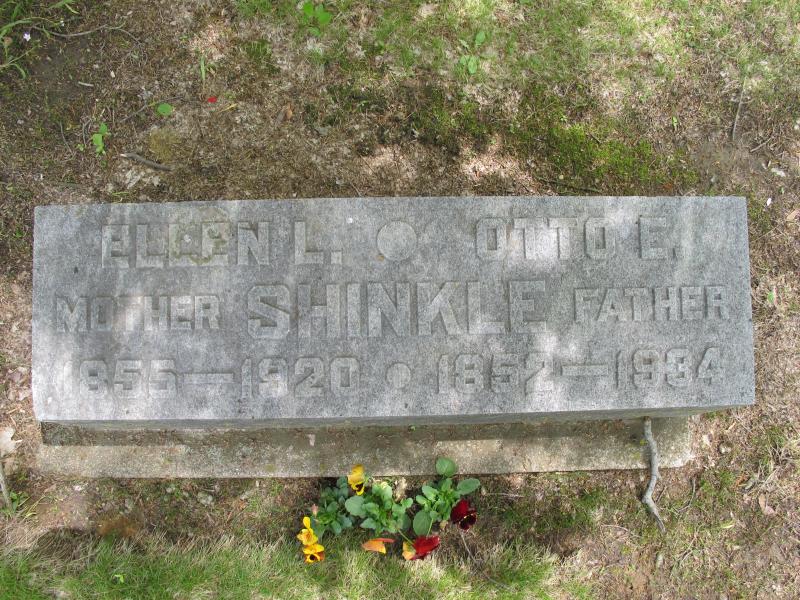 ELLEN L. OTTO E.
MOTHER SHINKLE FATHER
1855—1920 1852—1934